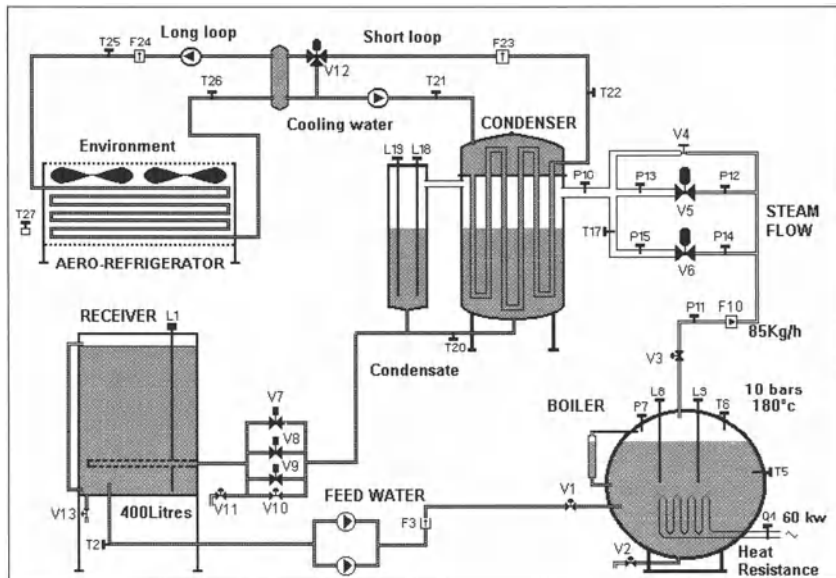 Long loop
Short loop
T25
F24
F23
V12
T26
T21
T22
Cooling water
CONDENSER
Environment
L19
L18
V4
P10
P13
P12
V5
STEAM
FLOW
T27
T17
P15
P14
V6
AERO-REFRIGERATOR
RECEIVER
L1
P11
F10
85Kg/h
T20
Condensate
V3
V7
V8
V9
V11
V10
BOILER
P7
L8
L9
T6
10 bars
180°c
T5
V13
400Litres
FEED WATER
F3
V1
T2
V2
Q4
60 kw
Heat
Resistance